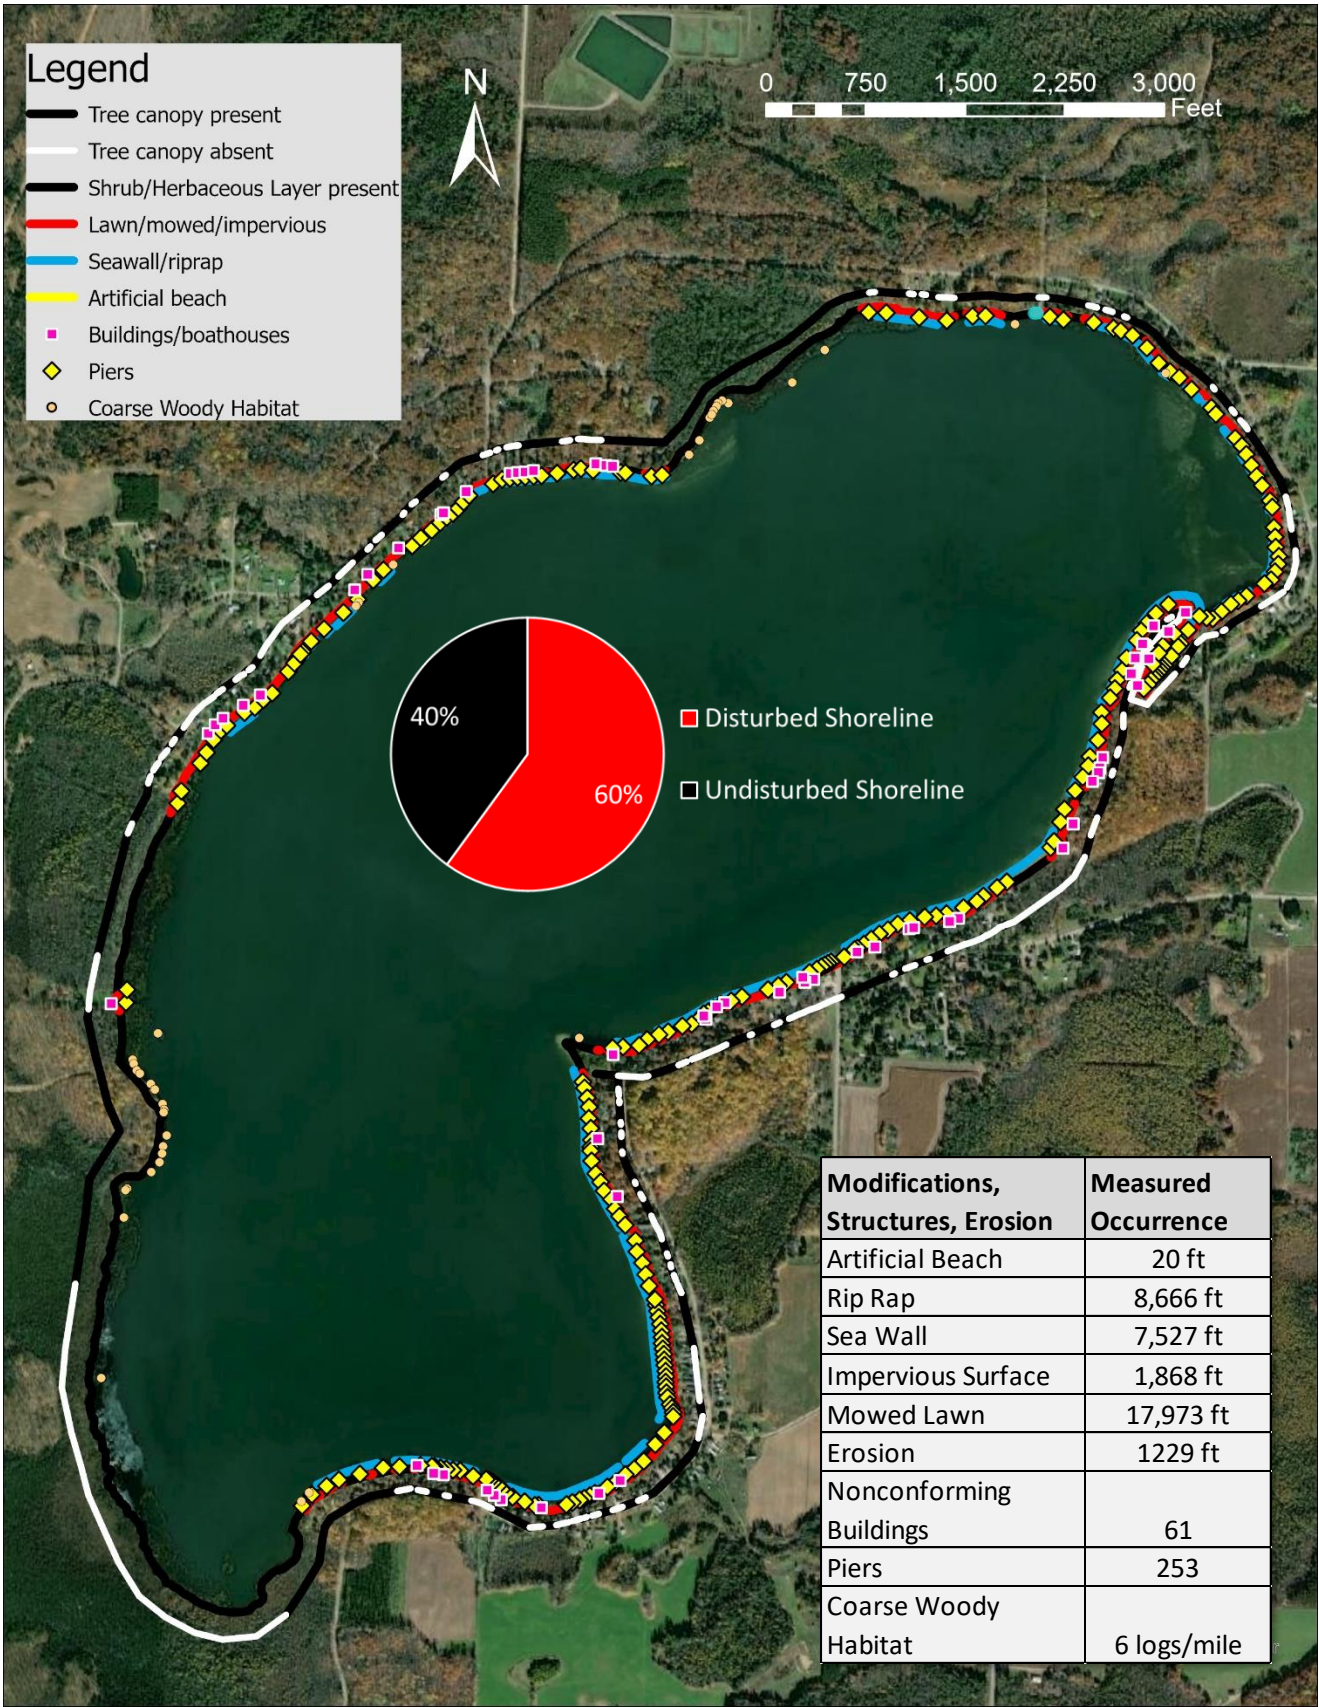 Legend
Tree canopy present
Tree canopy absent
Shrub/Herbaceous Layer present
Lawn/mowed/impervious
Seawall/riprap
Artificial beach
Buildings/boathouses
Piers
Coarse Woody Habitat
N
0 750 1,500 2,250 3,000
Feet
40%
60%
Disturbed Shoreline
Undisturbed Shoreline
Modifications, Measured
Structures, Erosion Occurrence
Artificial Beach 20 ft
Rip Rap 8,666 ft
Sea Wall 7,527 ft
Impervious Surface 1,868 ft
Mowed Lawn 17,973 ft
Erosion 1229 ft
Nonconforming
Buildings 61
Piers 253
Coarse Woody
Habitat 6 logs/mile